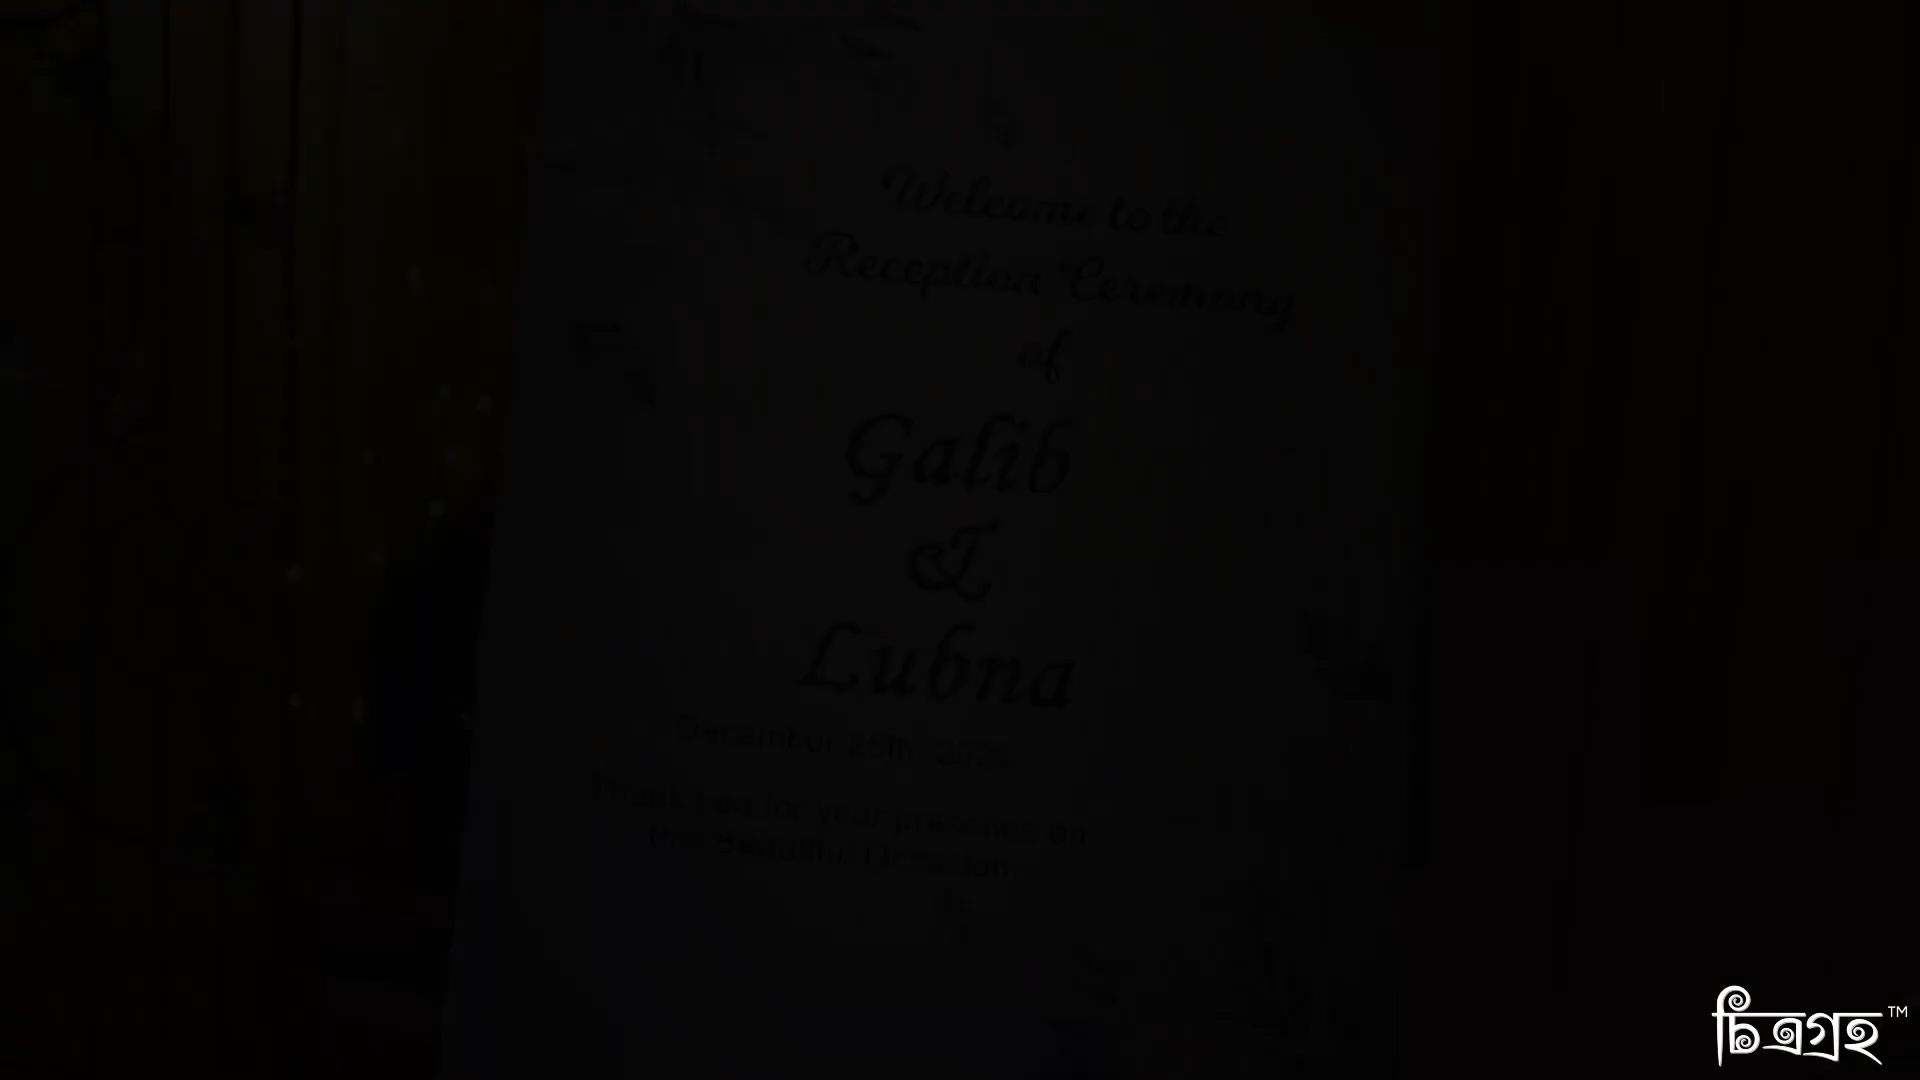 Welcome to the
Reception Ceremony
of
Galib
&
Lubna
December 25th,
Thank you for your presence on
this Beautiful Occasion
চিত্রগ্রহ™